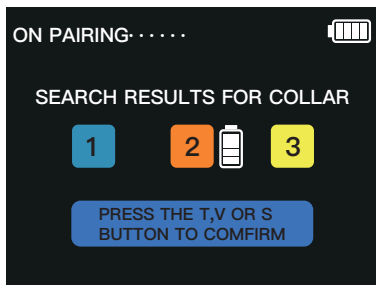 ON PAIRING······
SEARCH RESULTS FOR COLLAR
1 2 3
PRESS THE T,V OR S
BUTTON TO COMFIRM